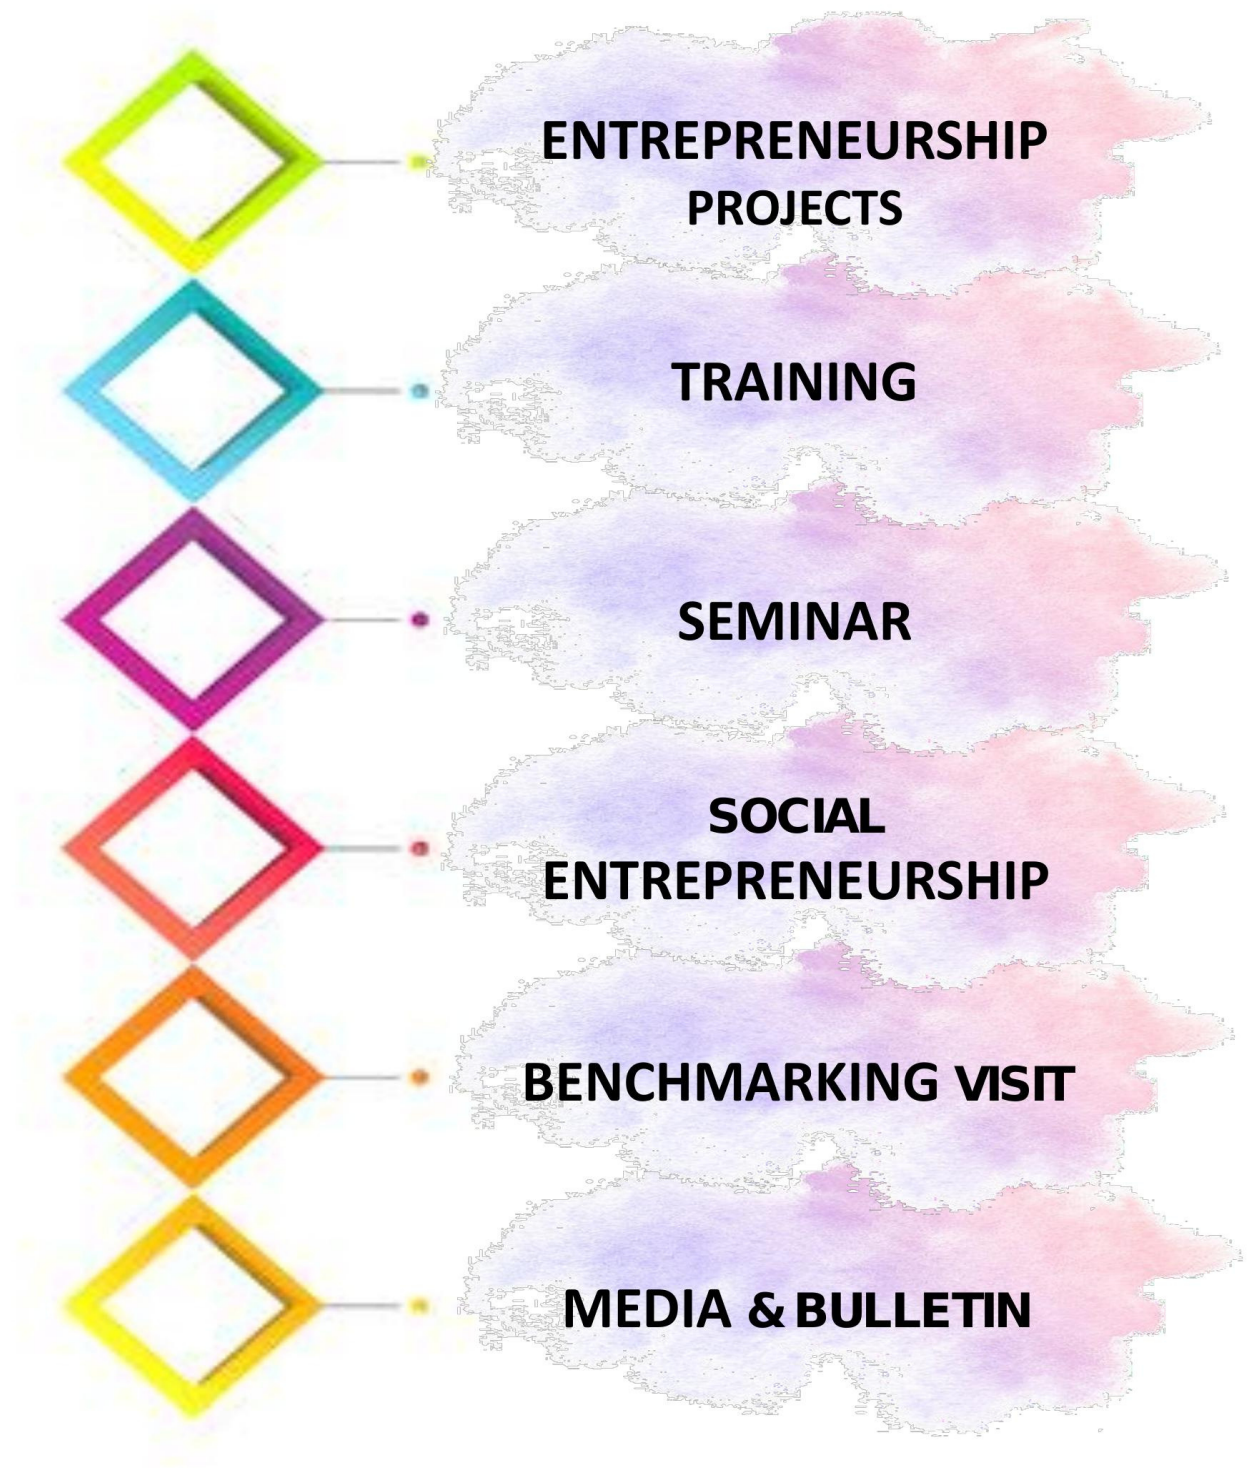 ENTREPRENEURSHIP
PROJECTS
TRAINING
SEMINAR
SOCIAL
ENTREPRENEURSHIP
BENCHMARKING VISIT
MEDIA & BULLETIN